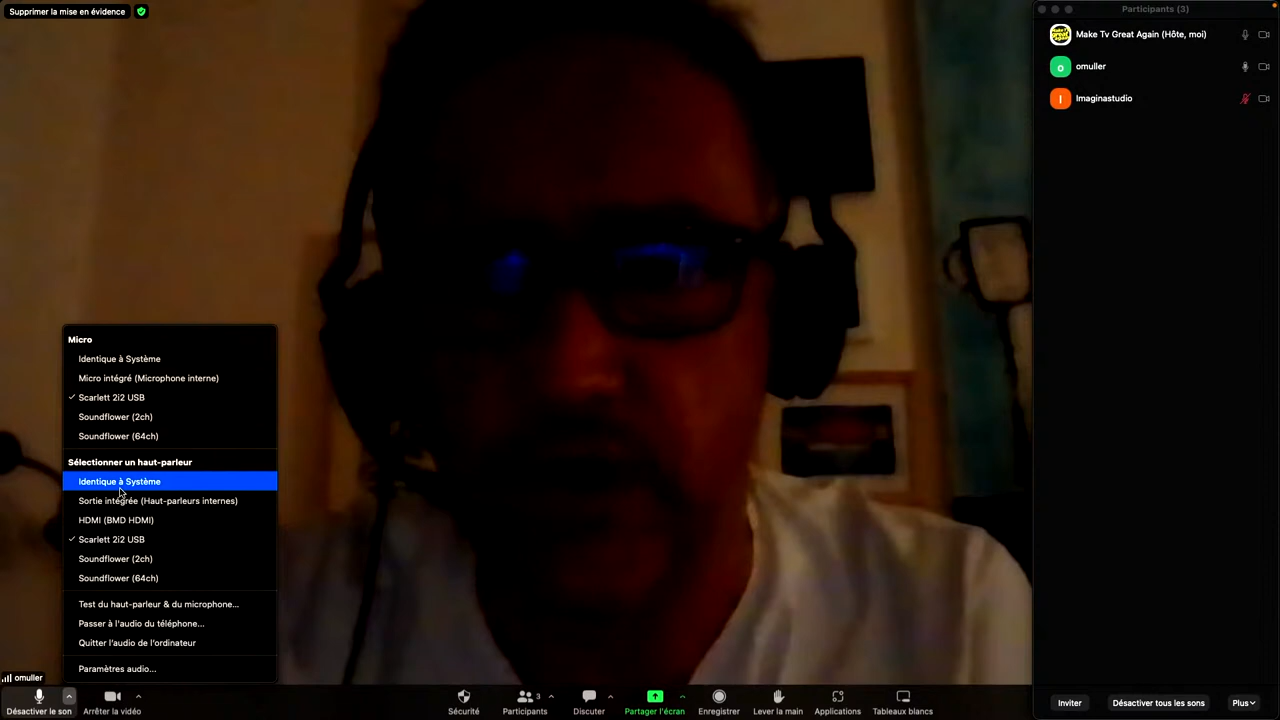 Supprimer la mise en évidence
Participants (3)
Make Tv Great Again (Hôte, moi)
o
omuller
I
Imaginastudio
Micro
Identique à Système
Micro intégré (Microphone interne)
✓ Scarlett 2i2 USB
Soundflower (2ch)
Soundflower (64ch)
Sélectionner un haut-parleur
Identique à Système
Sortie intégrée (Haut-parleurs internes)
HDMI (BMD HDMI)
✓ Scarlett 2i2 USB
Soundflower (2ch)
Soundflower (64ch)
Test du haut-parleur & du microphone...
Passer à l'audio du téléphone...
Quitter l'audio de l'ordinateur
Paramètres audio...
omuller
Désactiver le son
Arrêter la vidéo
Sécurité
3
Participants
Discuter
Partager l'écran
Enregistrer
Lever la main
Applications
Tableaux blancs
Inviter
Désactiver tous les sons
Plus